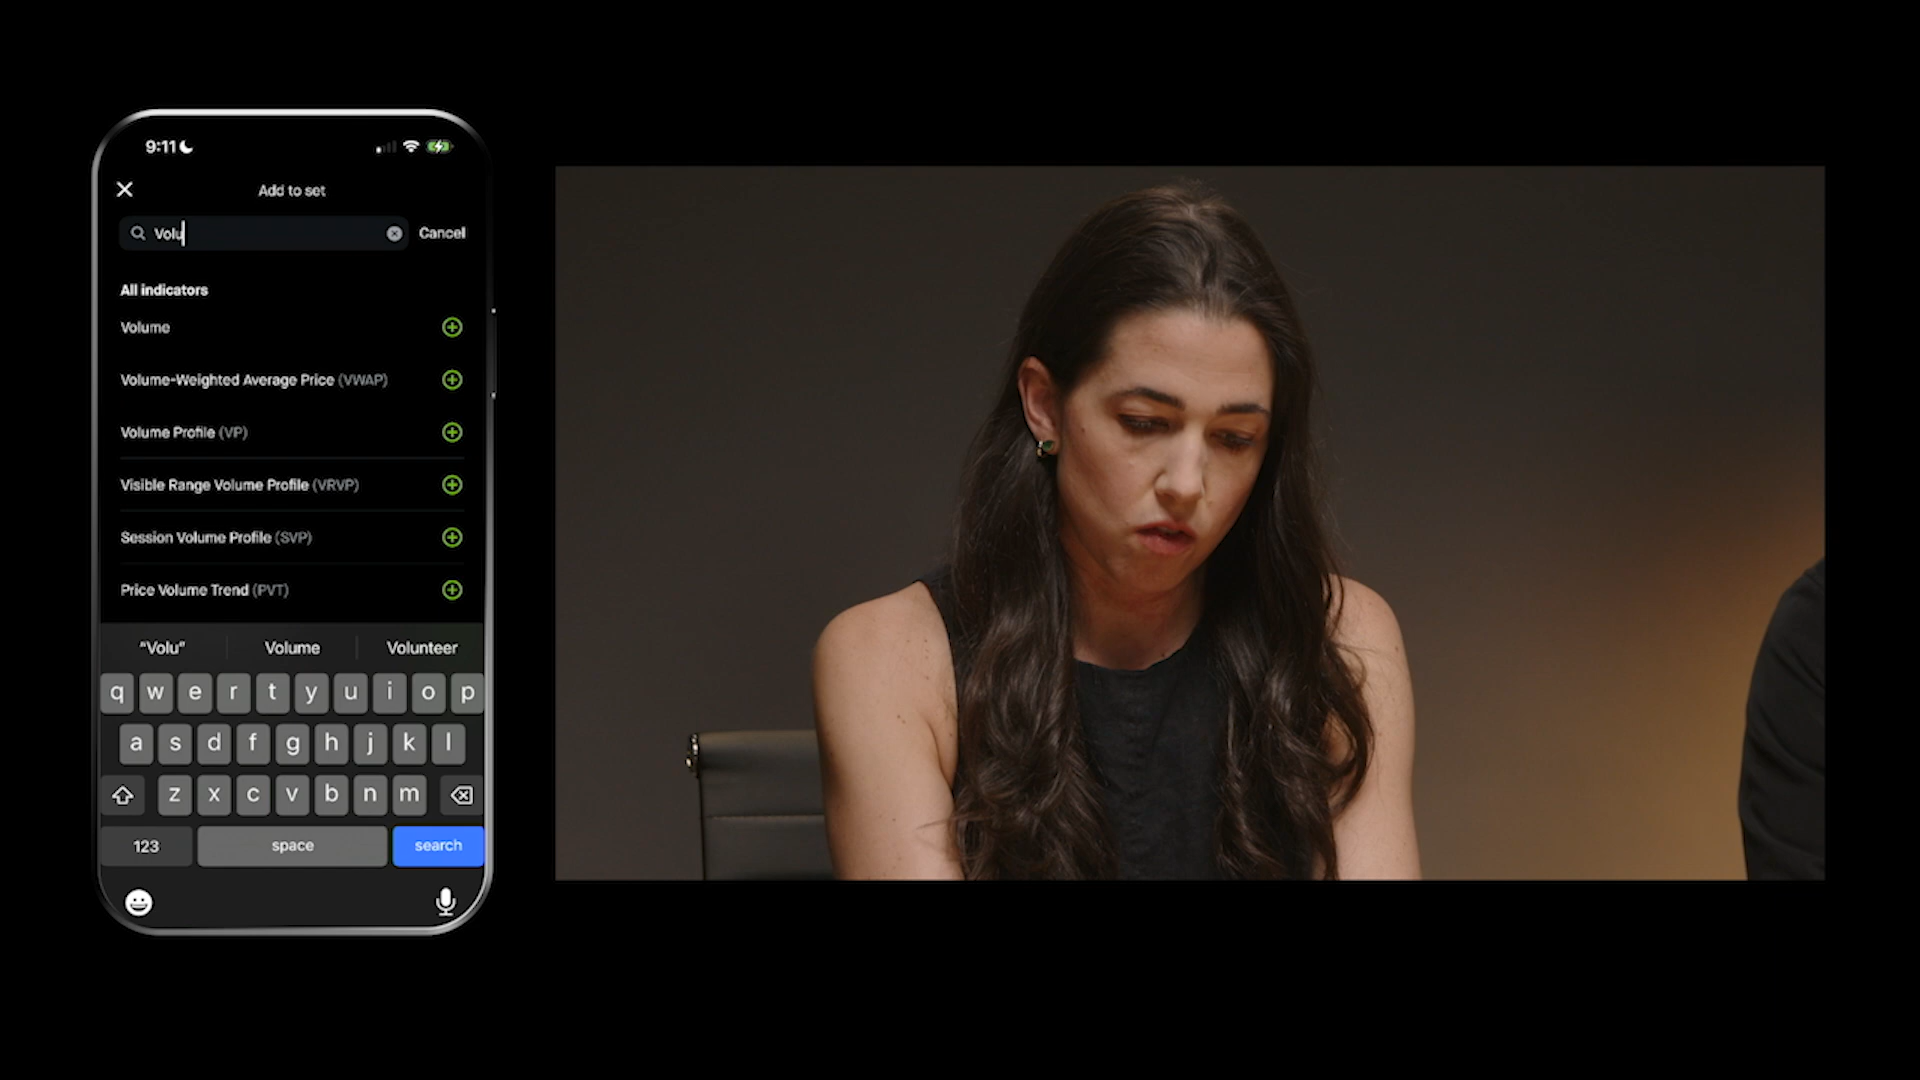 9:11
Add to set
Volu
Cancel
All indicators
Volume
Volume-Weighted Average Price (VWAP)
Volume Profile (VP)
Visible Range Volume Profile (VRVP)
Session Volume Profile (SVP)
Price Volume Trend (PVT)
“Volu” Volume Volunteer
q w e r t y u i o p
a s d f g h j k l
z x c v b n m
123 space search